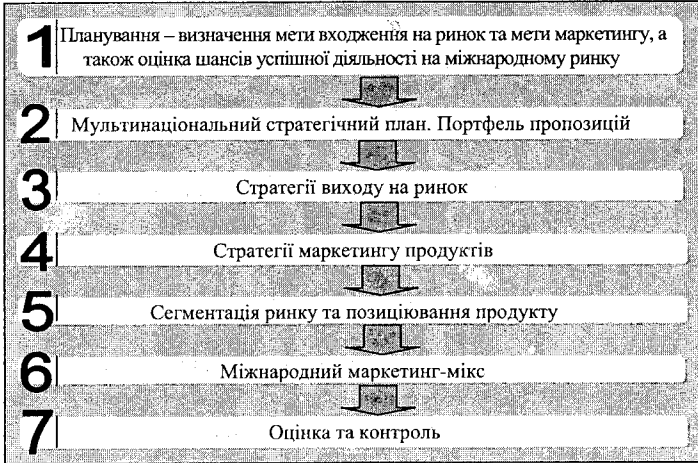 1 Планування – визначення мети входження на ринок та мети маркетингу, а
також оцінка шансів успішної діяльності на міжнародному ринку
2 Мультинаціональний стратегічний план. Портфель пропозицій
3 Стратегії виходу на ринок
4 Стратегії маркетингу продуктів
5 Сегментація ринку та позиціювання продукту
6 Міжнародний маркетинг-мікс
7 Оцінка та контроль